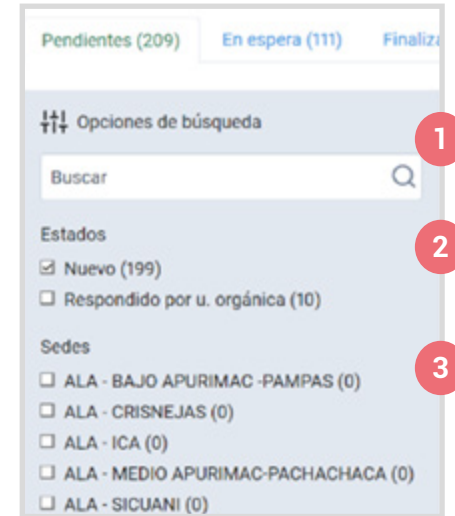 Pendientes (209) En espera (111) Finaliza
Opciones de búsqueda
1
Buscar
2
Estados
Nuevo (199)
Respondido por u. orgánica (10)
Sedes
3
ALA - BAJO APURIMAC -PAMPAS (0)
ALA - CRISNEJAS (0)
ALA - ICA (0)
ALA - MEDIO APURIMAC-PACHACHACA (0)
ALA - SICUANI (0)